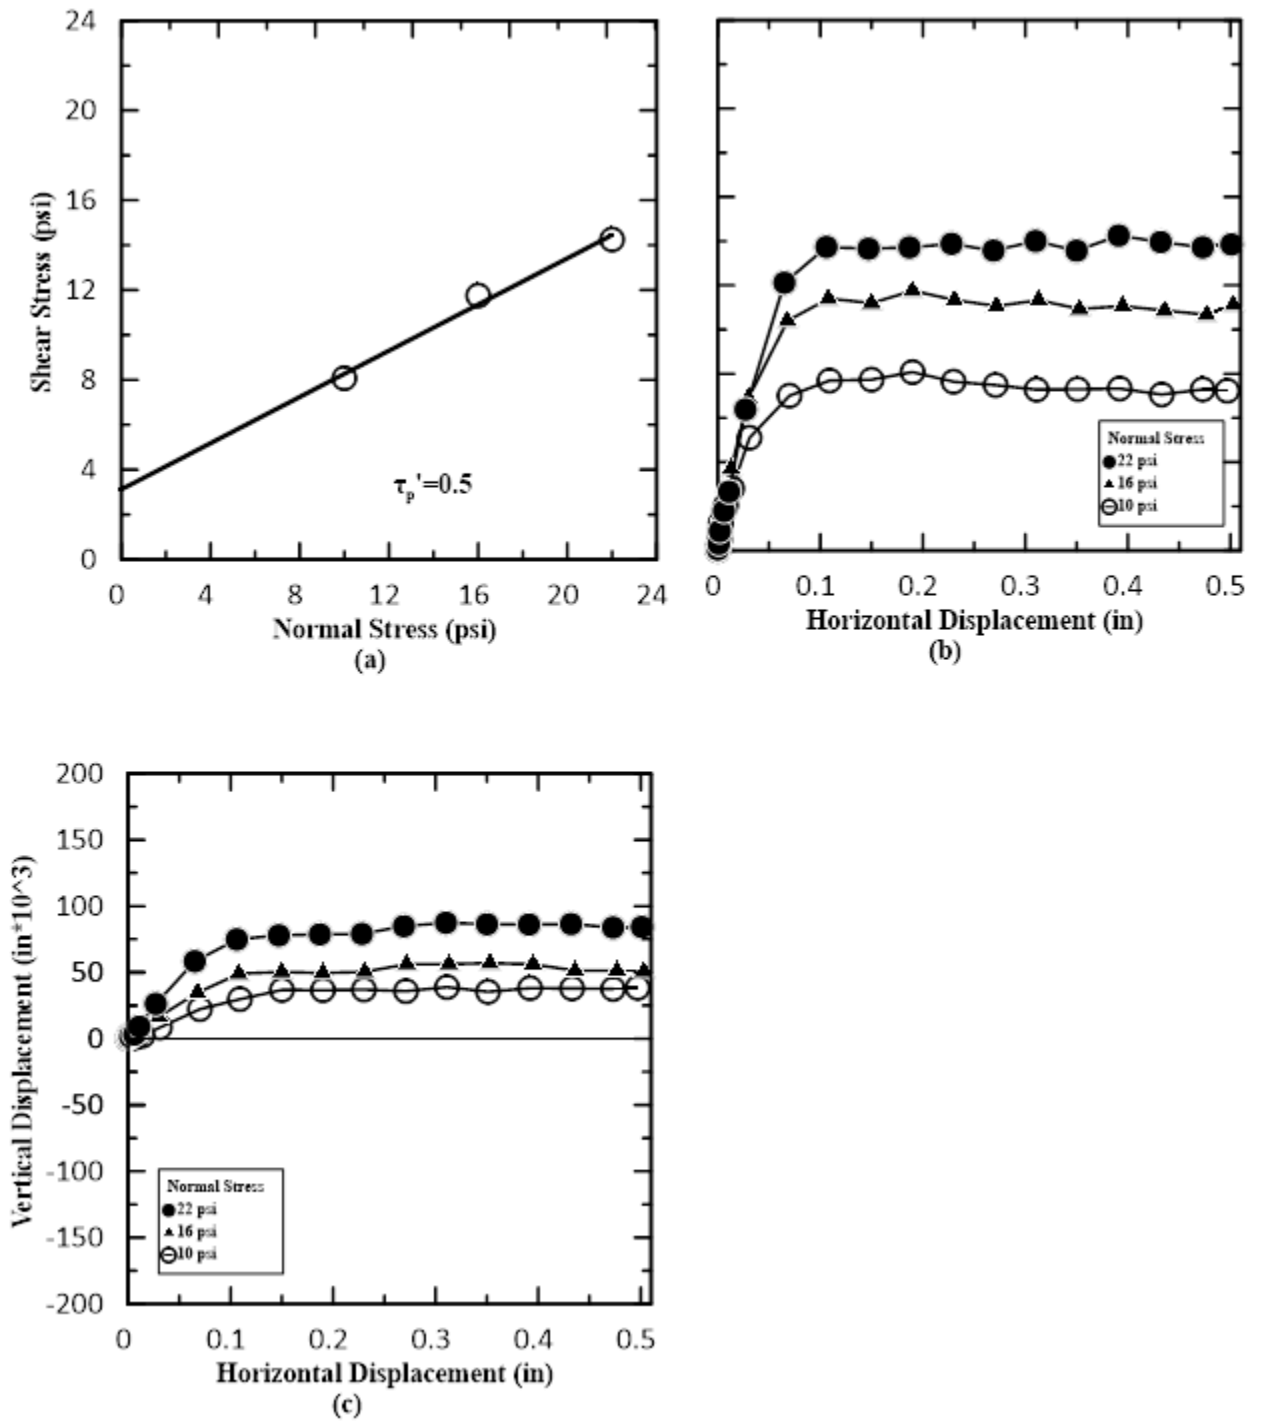 24
20
16
12
8
4
0
Shear Stress (psi)
τp'=0.5
0 4 8 12 16 20 24
Normal Stress (psi)
(a)
Normal Stress
22 psi
16 psi
10 psi
0 0.1 0.2 0.3 0.4 0.5
Horizontal Displacement (in)
(b)
200
150
100
50
0
-50
-100
-150
-200
Vertical Displacement (in*10^3)
Normal Stress
22 psi
16 psi
10 psi
0 0.1 0.2 0.3 0.4 0.5
Horizontal Displacement (in)
(c)